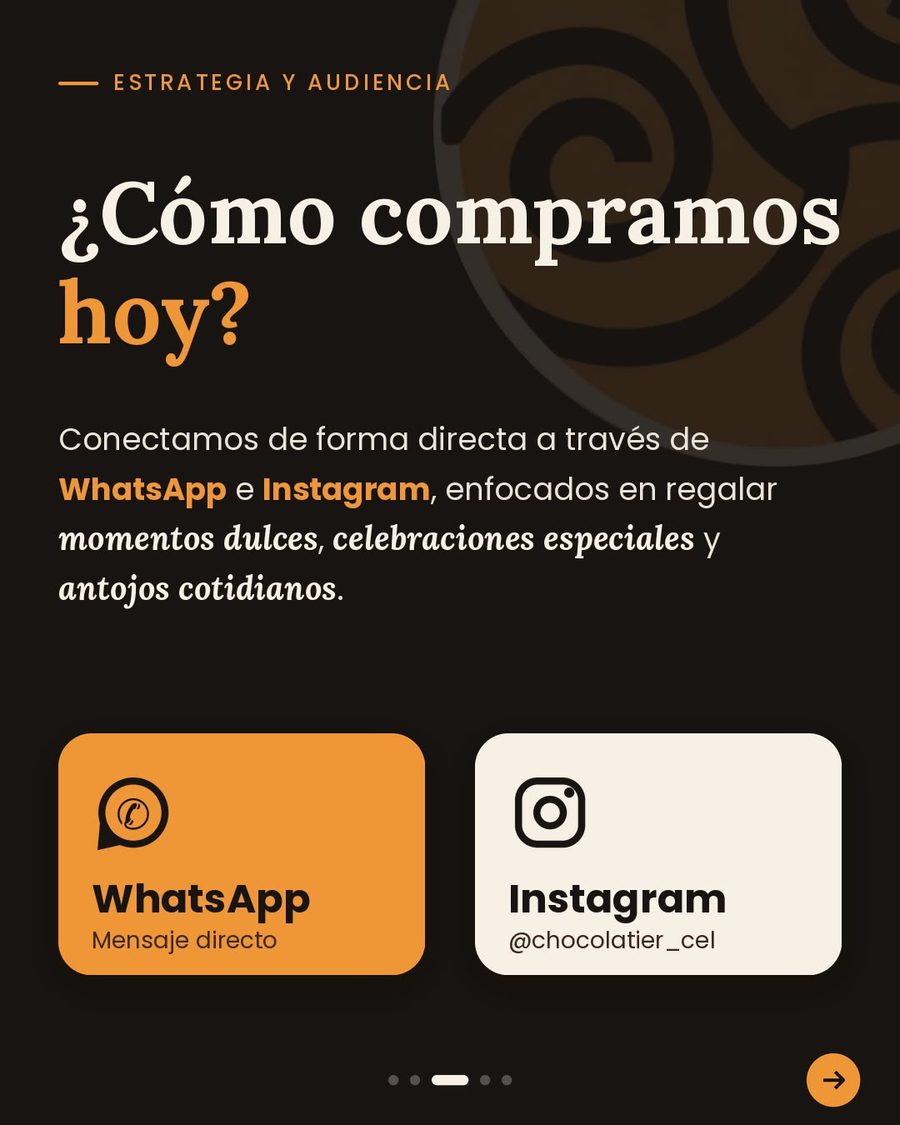 ESTRATEGIA Y AUDIENCIA
¿Cómo compramos
hoy?
Conectamos de forma directa a través de
WhatsApp e Instagram, enfocados en regalar
momentos dulces, celebraciones especiales y
antojos cotidianos.
WhatsApp
Mensaje directo
Instagram
@chocolatier_cel